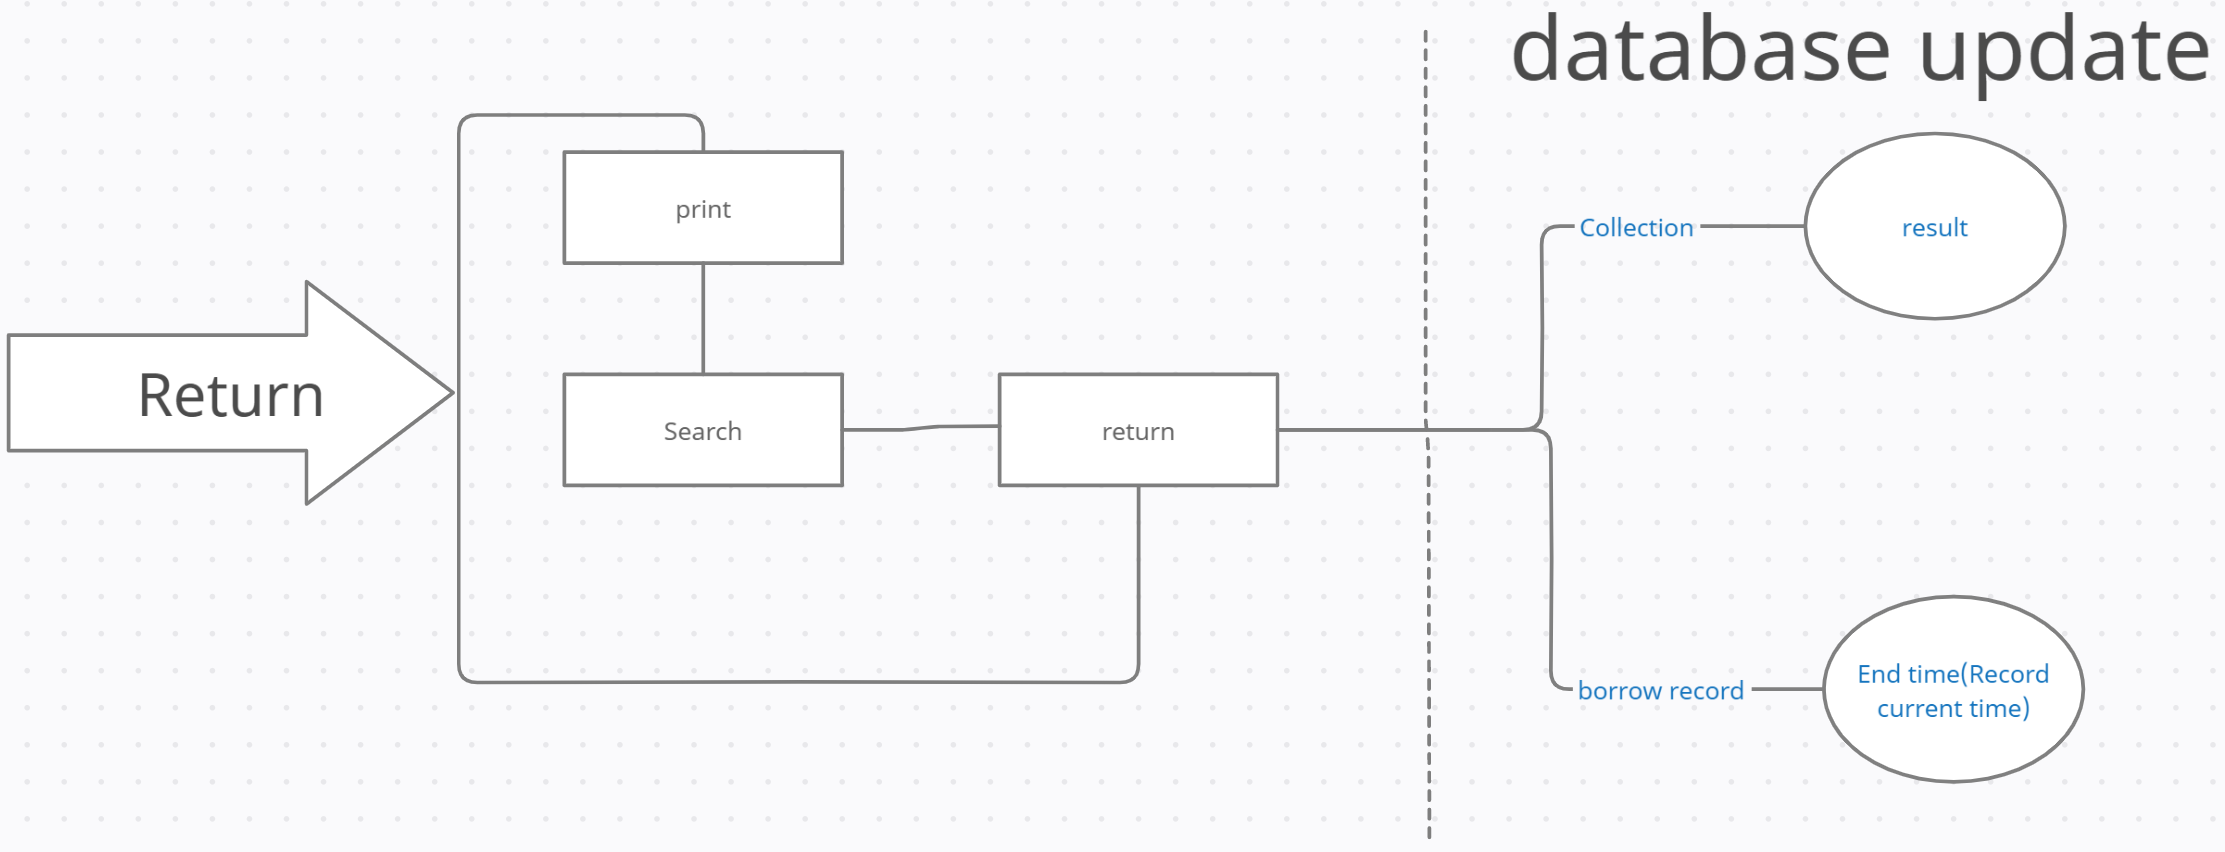 database update
print
Collection
result
Return
Search
return
borrow record
End time(Record
current time)